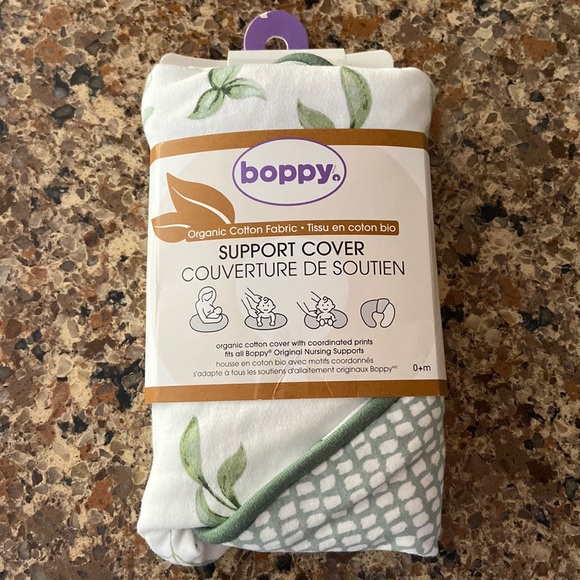 boppy®
Organic Cotton Fabric • Tissu en coton bio
SUPPORT COVER
COUVERTURE DE SOUTIEN
organic cotton cover with coordinated prints
fits all Boppy® Original Nursing Supports
housse en coton bio avec motifs coordonnés
s'adapte à tous les soutiens d'allaitement originaux Boppyᴹᴰ
0+m